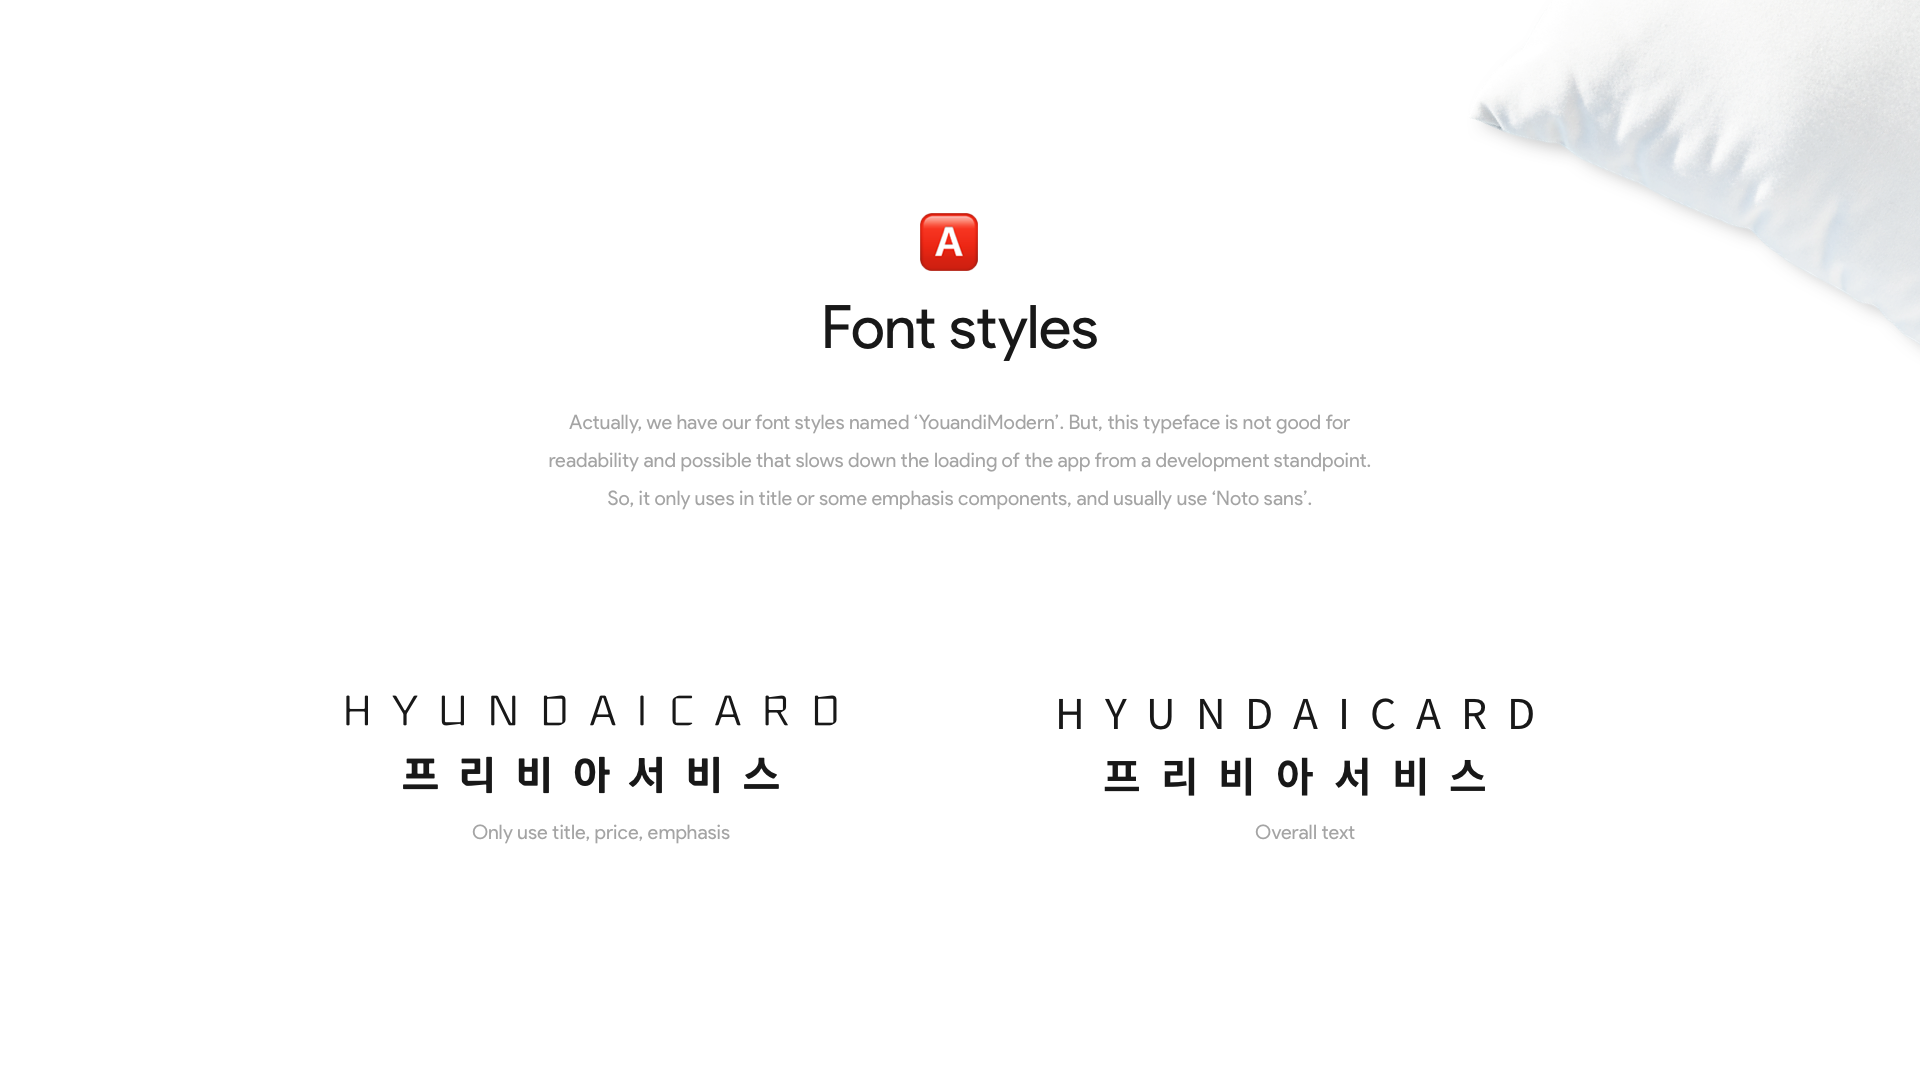 A
Font styles
Actually, we have our font styles named ‘YouandiModern’. But, this typeface is not good for
readability and possible that slows down the loading of the app from a development standpoint.
So, it only uses in title or some emphasis components, and usually use ‘Noto sans’.
HYUNDAICARD
프리비아서비스
Only use title, price, emphasis
HYUNDAICARD
프리비아서비스
Overall text